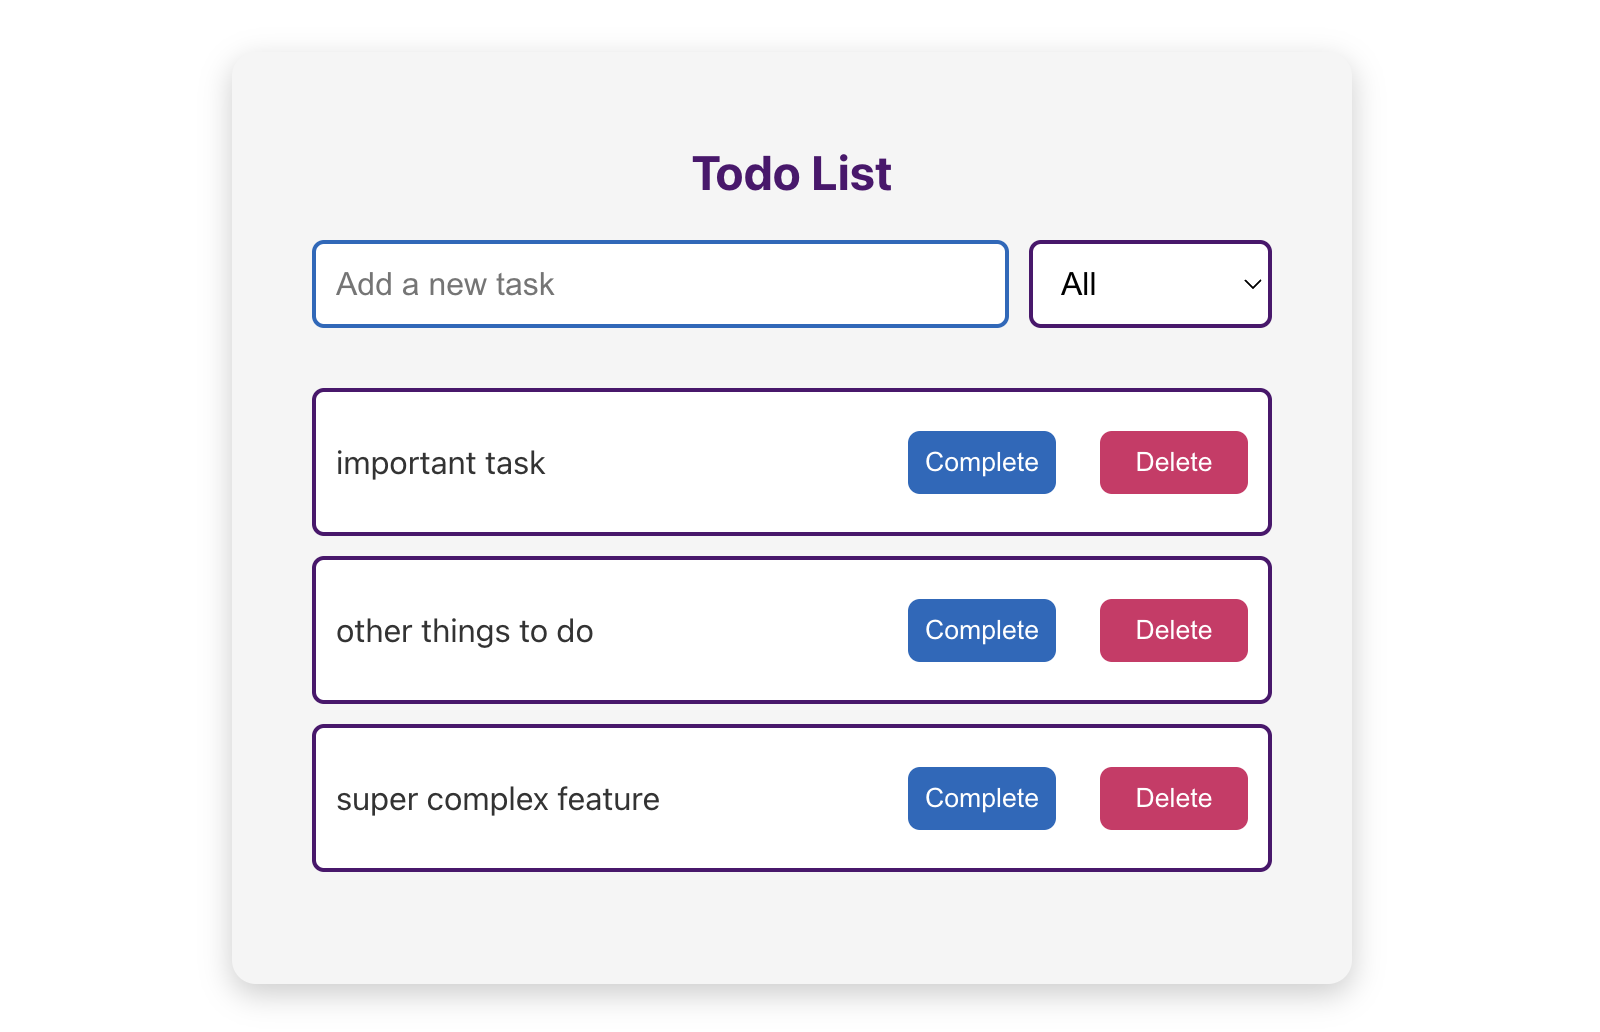 Todo List
Add a new task All
important task Complete Delete
other things to do Complete Delete
super complex feature Complete Delete